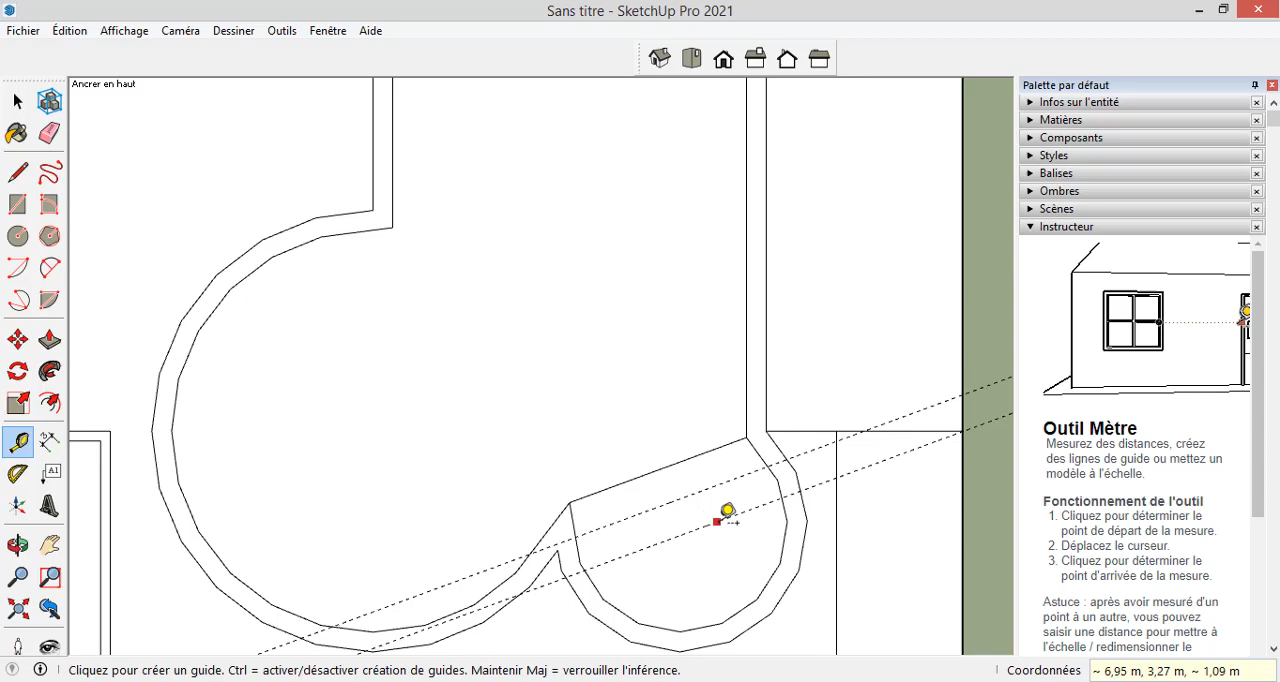 Sans titre - SketchUp Pro 2021
Fichier Édition Affichage Caméra Dessiner Outils Fenêtre Aide
Ancrer en haut
Palette par défaut
Infos sur l'entité
Matières
Composants
Styles
Balises
Ombres
Scènes
Instructeur
Outil Mètre
Mesurez des distances, créez
des lignes de guide ou mettez un
modèle à l'échelle.
Fonctionnement de l'outil
1. Cliquez pour déterminer le
point de départ de la mesure.
2. Déplacez le curseur.
3. Cliquez pour déterminer le
point d'arrivée de la mesure.
Astuce : après avoir mesuré d'un
point à un autre, vous pouvez
saisir une distance pour mettre à
l'échelle / redimensionner le
Cliquez pour créer un guide. Ctrl = activer/désactiver création de guides. Maintenir Maj = verrouiller l'inférence.
Coordonnées ~ 6,95 m, 3,27 m, ~ 1,09 m